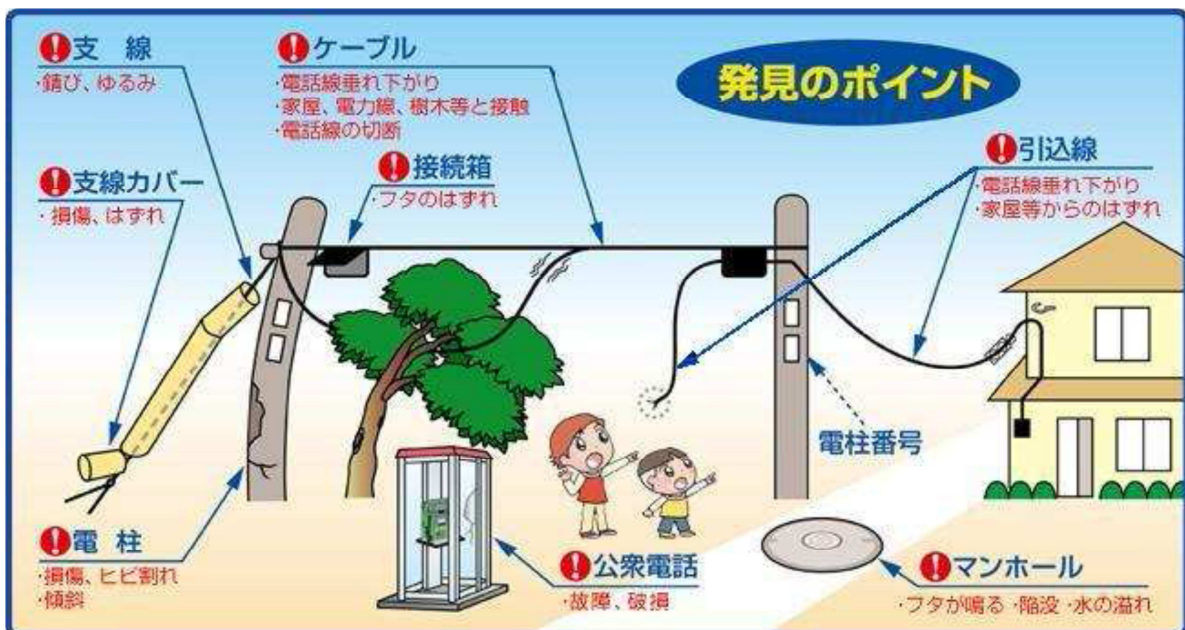 発見のポイント
支線
・錆び、ゆるみ
ケーブル
・電話線垂れ下がり
・家屋、電力線、樹木等と接触
・電話線の切断
支線カバー
・損傷、はずれ
接続箱
・フタのはずれ
引込線
・電話線垂れ下がり
・家屋等からのはずれ
電柱番号
電柱
・損傷、ヒビ割れ
・傾斜
公衆電話
・故障、破損
マンホール
・フタが鳴る ・陥没 ・水の溢れ